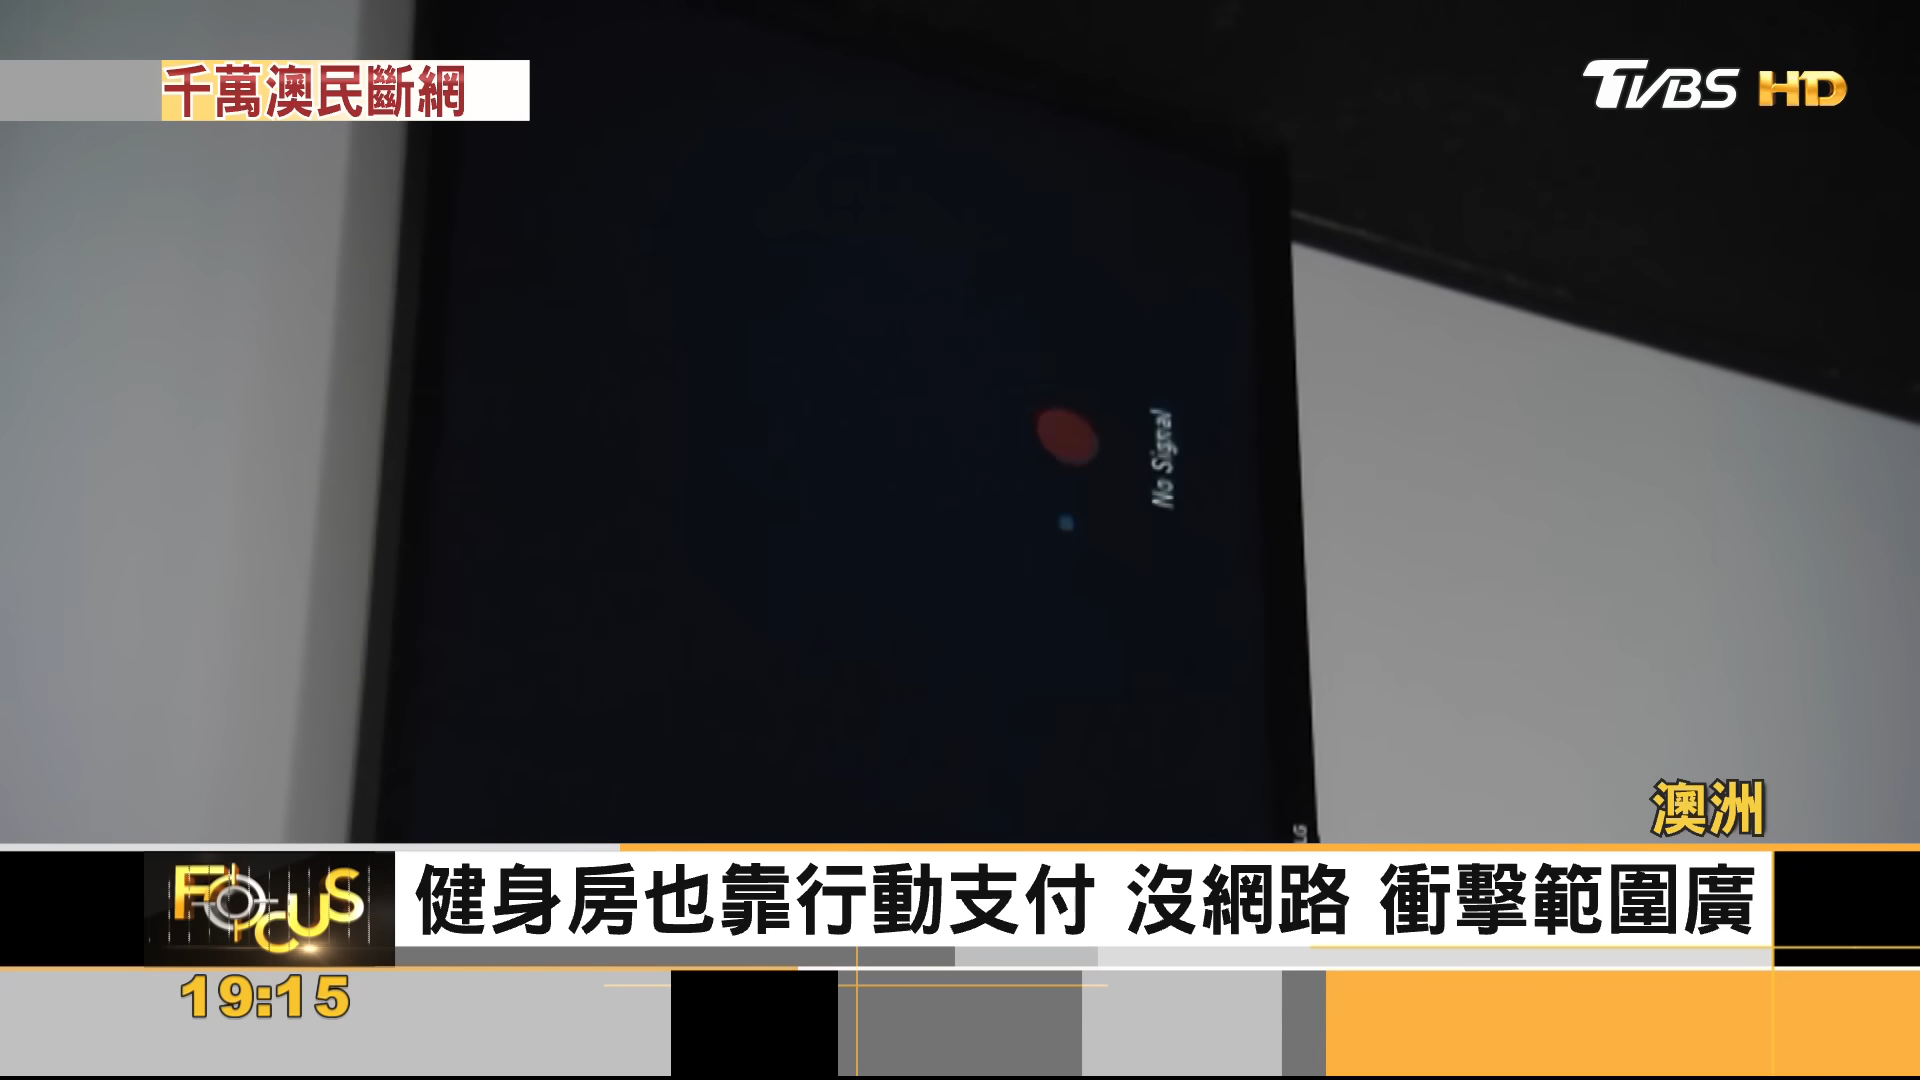 千萬澳民斷網
TVBS HD
No Signal
LG
澳洲
FOCUS
健身房也靠行動支付 沒網路 衝擊範圍廣
19:15